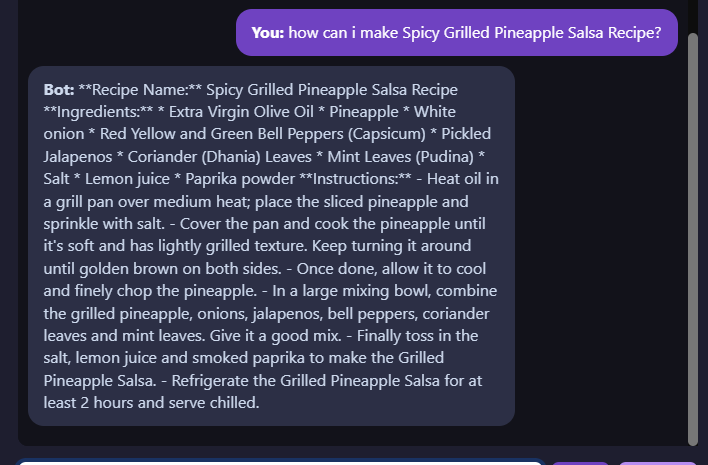 You: how can i make Spicy Grilled Pineapple Salsa Recipe?
Bot: **Recipe Name:** Spicy Grilled Pineapple Salsa Recipe
**Ingredients:** * Extra Virgin Olive Oil * Pineapple * White
onion * Red Yellow and Green Bell Peppers (Capsicum) * Pickled
Jalapenos * Coriander (Dhania) Leaves * Mint Leaves (Pudina) *
Salt * Lemon juice * Paprika powder **Instructions:** - Heat oil in
a grill pan over medium heat; place the sliced pineapple and
sprinkle with salt. - Cover the pan and cook the pineapple until
it's soft and has lightly grilled texture. Keep turning it around
until golden brown on both sides. - Once done, allow it to cool
and finely chop the pineapple. - In a large mixing bowl, combine
the grilled pineapple, onions, jalapenos, bell peppers, coriander
leaves and mint leaves. Give it a good mix. - Finally toss in the
salt, lemon juice and smoked paprika to make the Grilled
Pineapple Salsa. - Refrigerate the Grilled Pineapple Salsa for at
least 2 hours and serve chilled.